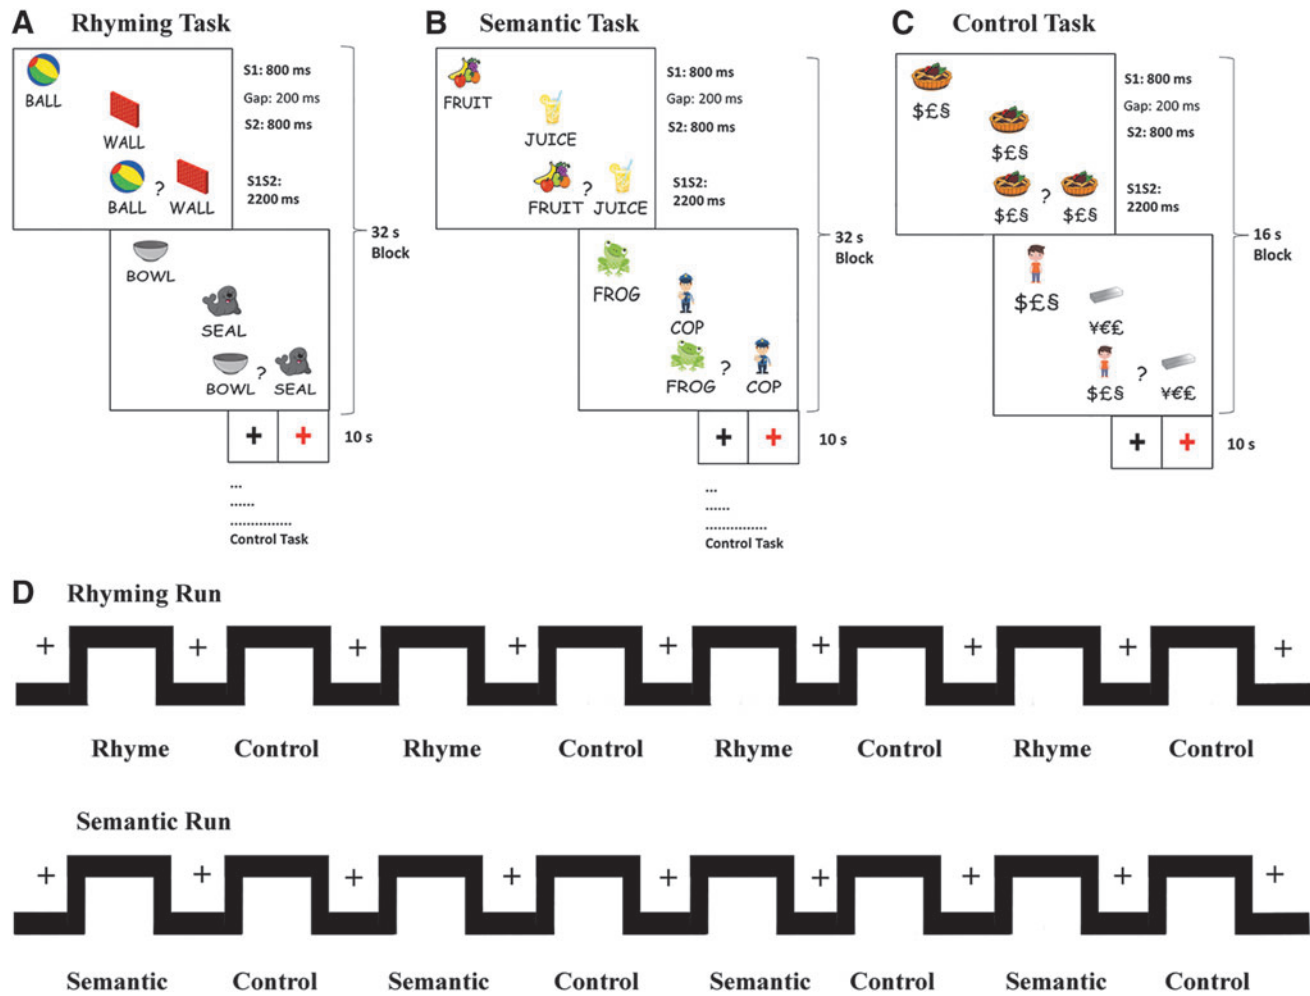 A Rhyming Task
BALL
WALL
BALL ? WALL
S1: 800 ms
Gap: 200 ms
S2: 800 ms
S1S2:
2200 ms
BOWL
SEAL
BOWL ? SEAL
32 s
Block
+ +
10 s
...
......
...............
Control Task
B Semantic Task
FRUIT
JUICE
FRUIT ? JUICE
S1: 800 ms
Gap: 200 ms
S2: 800 ms
S1S2:
2200 ms
FROG
COP
FROG ? COP
32 s
Block
+ +
10 s
...
......
...............
Control Task
C Control Task
$£§
$£§
$£§ ? $£§
S1: 800 ms
Gap: 200 ms
S2: 800 ms
S1S2:
2200 ms
$£§
¥€£
$£§ ? ¥€£
16 s
Block
+ +
10 s
D Rhyming Run
+ + + + + + + + +
Rhyme Control Rhyme Control Rhyme Control Rhyme Control
Semantic Run
+ + + + + + + + +
Semantic Control Semantic Control Semantic Control Semantic Control